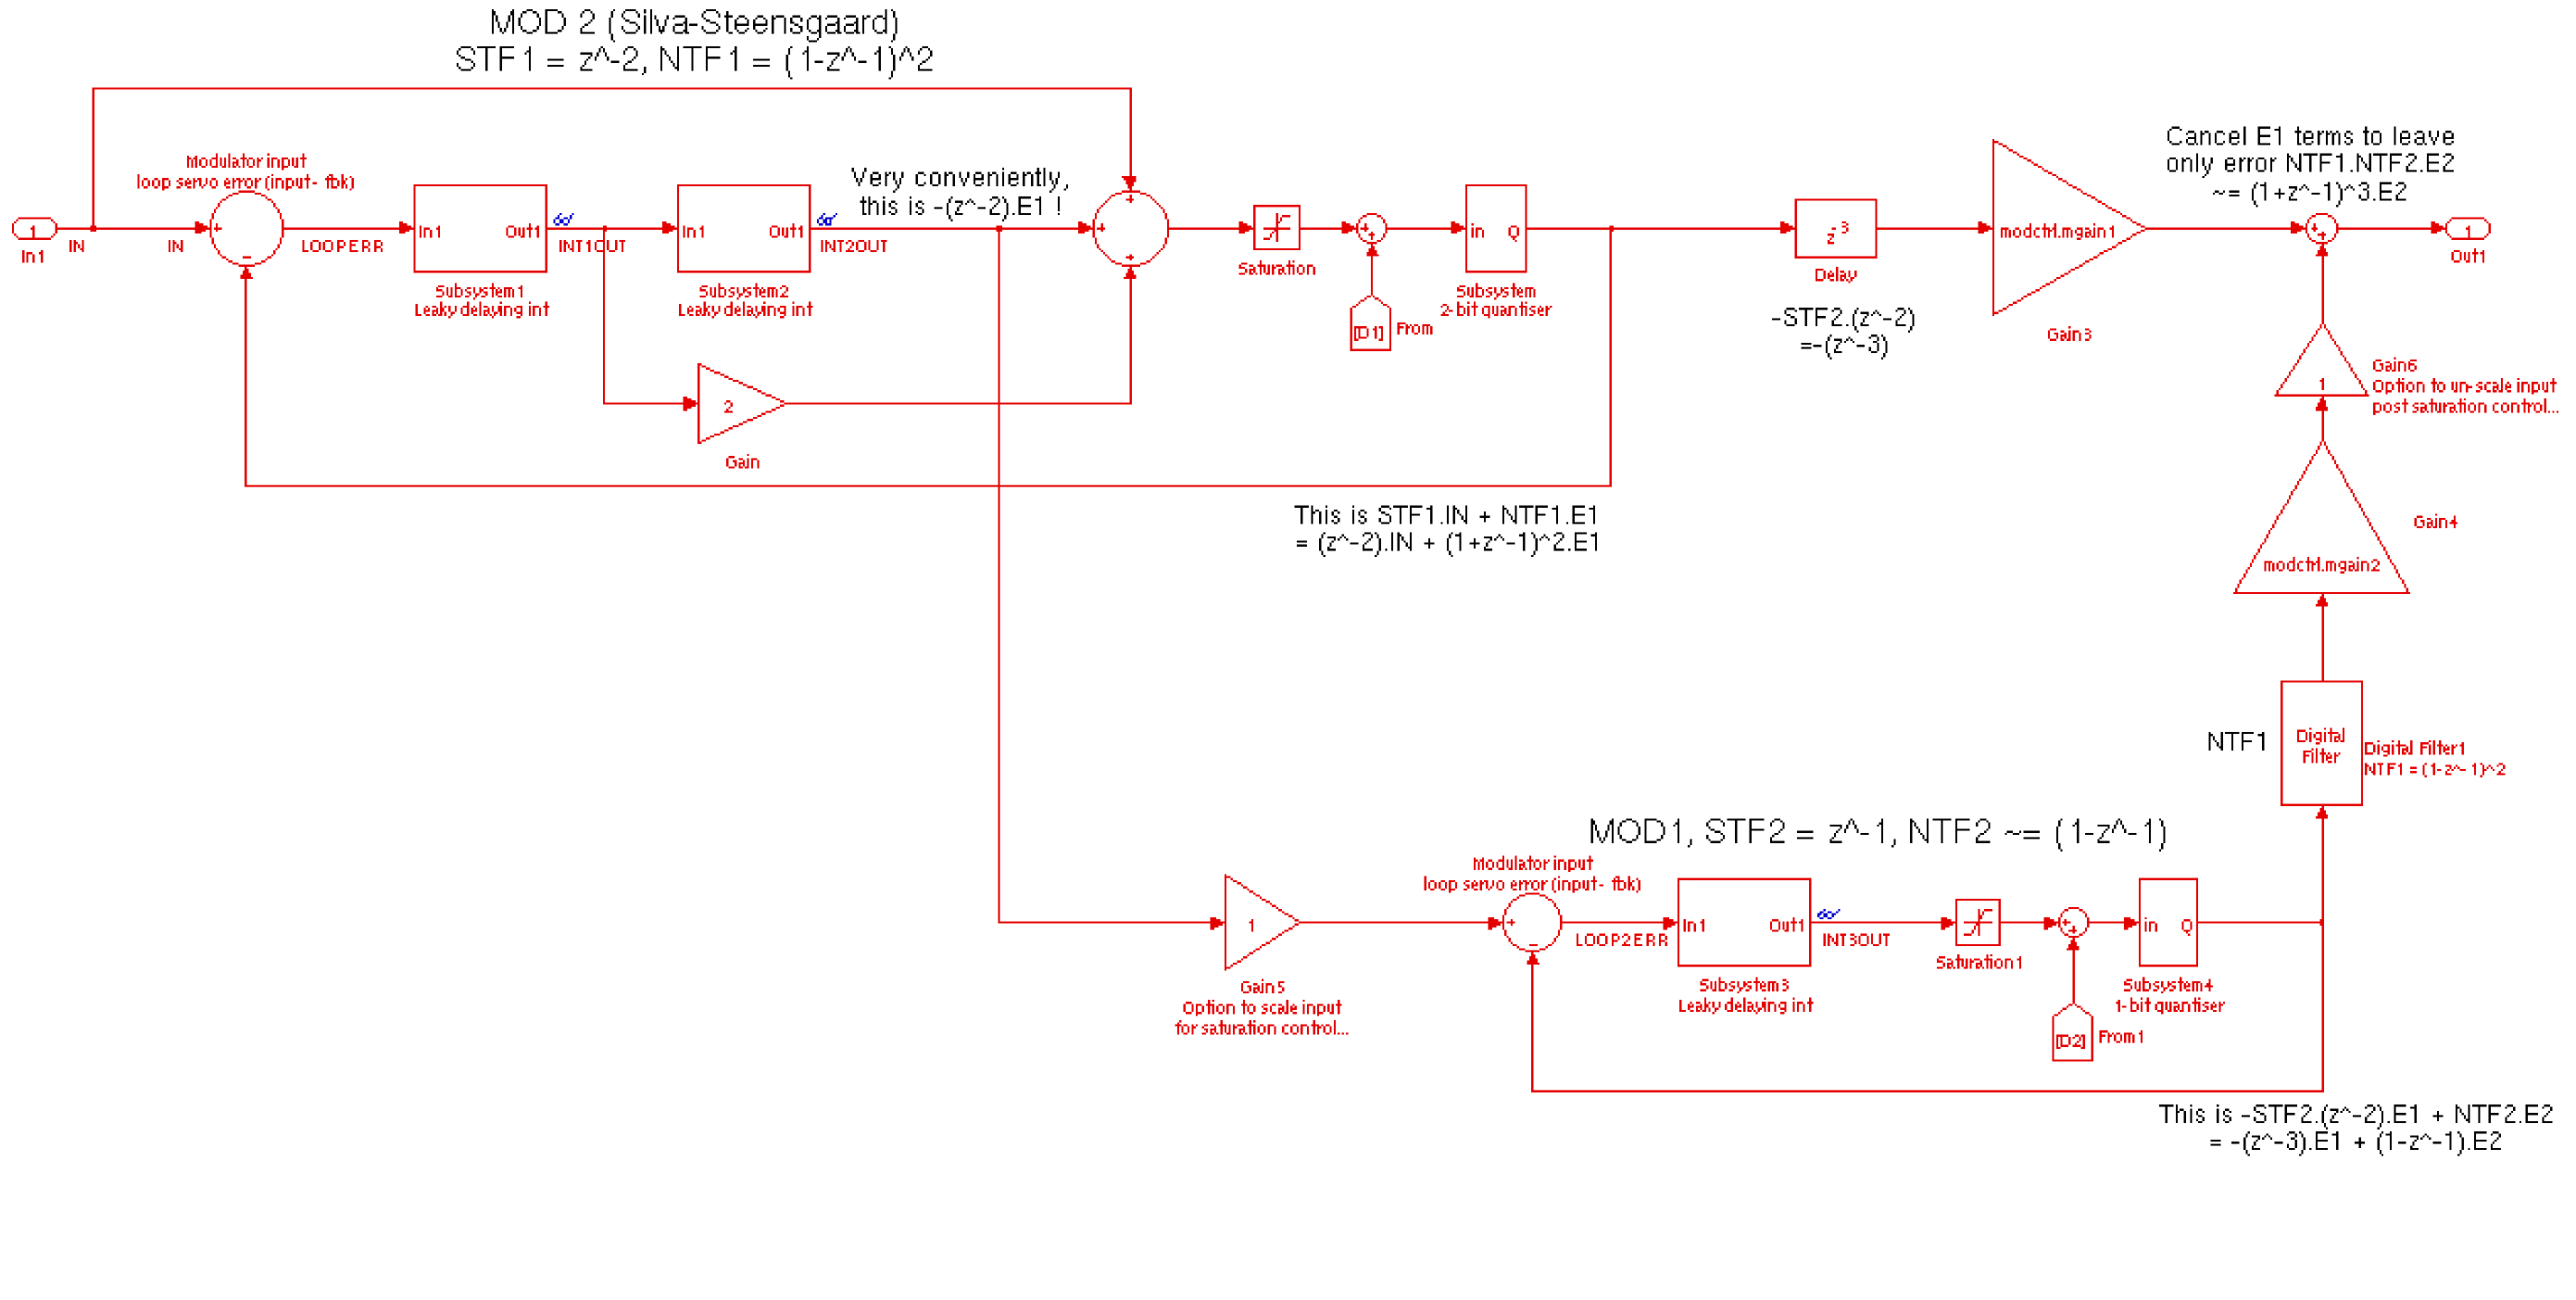 MOD 2 (Silva-Steensgaard)
STF1 = z^-2, NTF1 = (1-z^-1)^2
Modulator input
loop servo error (input- fbk)
1
In1
IN
IN
+
-
LOOPERR
In1
Out1
Subsystem1
Leaky delaying int
INT1OUT
In1
Out1
Subsystem2
Leaky delaying int
INT2OUT
Very conveniently,
this is -(z^-2).E1 !
2
Gain
+
+
+
Saturation
+
+
[D1]
From
in
Q
Subsystem
2-bit quantiser
This is STF1.IN + NTF1.E1
= (z^-2).IN + (1+z^-1)^2.E1
z^-3
Delay
-STF2.(z^-2)
=-(z^-3)
modctrl.mgain1
Gain3
Cancel E1 terms to leave
only error NTF1.NTF2.E2
~= (1+z^-1)^3.E2
+
+
1
Out1
1
Gain6
Option to un-scale input
post saturation control...
modctrl.mgain2
Gain4
NTF1
Digital
Filter
Digital Filter1
NTF1 = (1-z^-1)^2
MOD1, STF2 = z^-1, NTF2 ~= (1-z^-1)
1
Gain5
Option to scale input
for saturation control...
Modulator input
loop servo error (input- fbk)
+
-
LOOP2ERR
In1
Out1
Subsystem3
Leaky delaying int
INT3OUT
Saturation1
+
+
[D2]
From1
in
Q
Subsystem4
1-bit quantiser
This is -STF2.(z^-2).E1 + NTF2.E2
= -(z^-3).E1 + (1-z^-1).E2